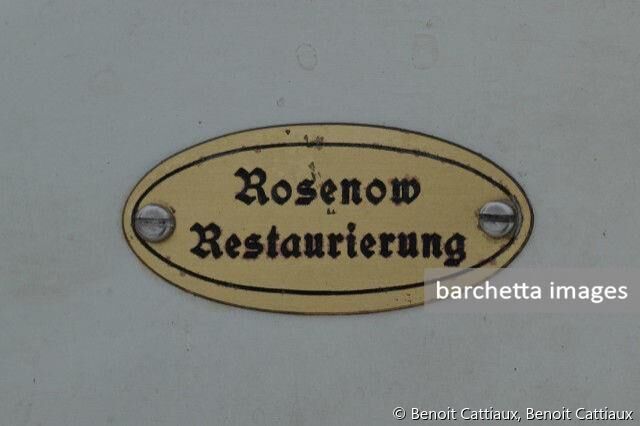 Rosenow
Restaurierung
barchetta images
© Benoit Cattiaux, Benoit Cattiaux